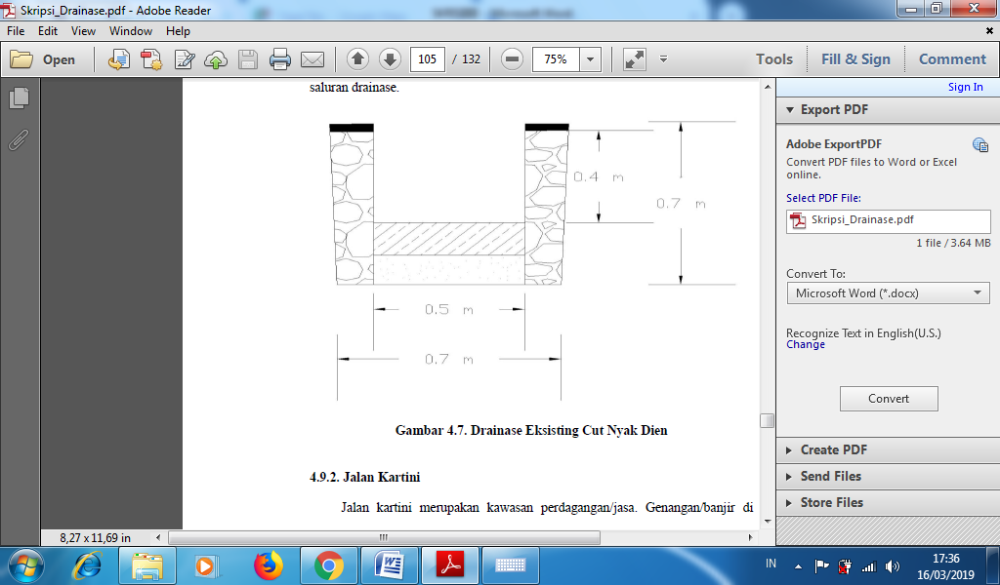 Skripsi_Drainase.pdf - Adobe Reader
File Edit View Window Help
Open 105 / 132 75% Tools Fill & Sign Comment
Sign In
saluran drainase.
0.4 m
0.7 m
0.5 m
0.7 m
Gambar 4.7. Drainase Eksisting Cut Nyak Dien
4.9.2. Jalan Kartini
Jalan kartini merupakan kawasan perdagangan/jasa. Genangan/banjir di
8,27 x 11,69 in
Export PDF
Adobe ExportPDF
Convert PDF files to Word or Excel
online.
Select PDF File:
Skripsi_Drainase.pdf
1 file / 3.64 MB
Convert To:
Microsoft Word (*.docx)
Recognize Text in English(U.S.)
Change
Convert
Create PDF
Send Files
Store Files
IN
17:36
16/03/2019